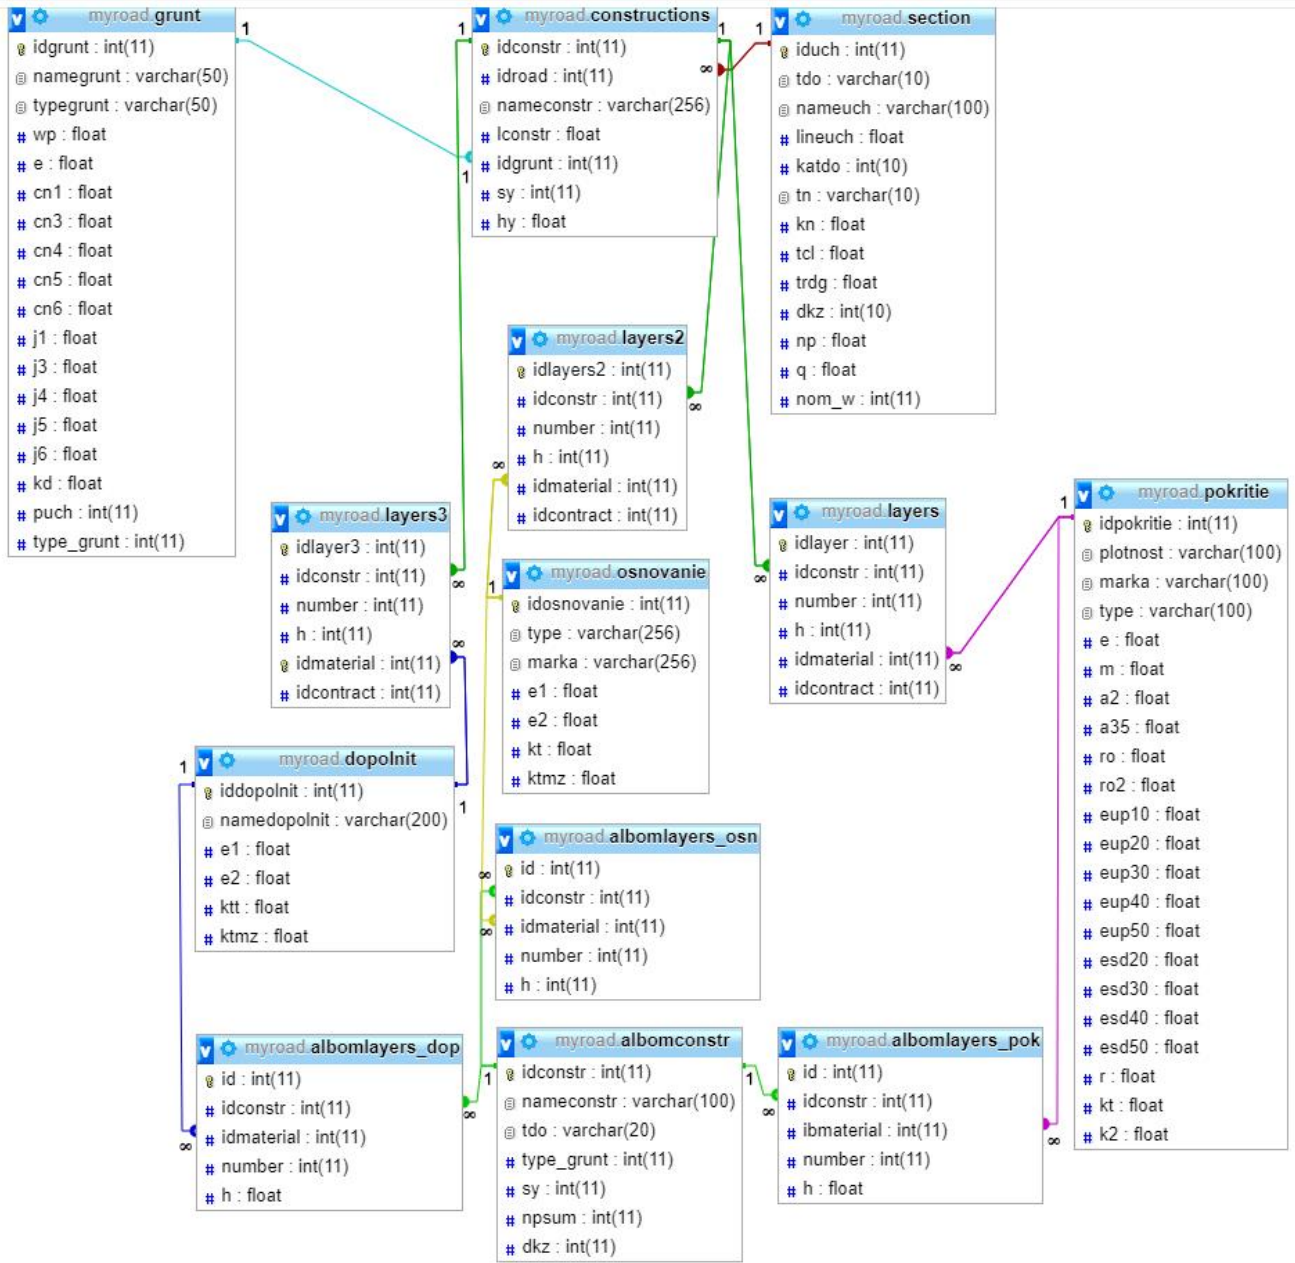 myroad.grunt
idgrunt : int(11)
namegrunt : varchar(50)
typegrunt : varchar(50)
wp : float
e : float
cn1 : float
cn3 : float
cn4 : float
cn5 : float
cn6 : float
j1 : float
j3 : float
j4 : float
j5 : float
j6 : float
kd : float
puch : int(11)
type_grunt : int(11)
1
1
myroad.constructions
idconstr : int(11)
idroad : int(11)
nameconstr : varchar(256)
lconstr : float
idgrunt : int(11)
sy : int(11)
hy : float
1
1
∞
1
myroad.section
iduch : int(11)
tdo : varchar(10)
nameuch : varchar(100)
lineuch : float
katdo : int(10)
tn : varchar(10)
kn : float
tcl : float
trdg : float
dkz : int(10)
np : float
q : float
nom_w : int(11)
myroad.layers2
idlayers2 : int(11)
idconstr : int(11)
number : int(11)
h : int(11)
idmaterial : int(11)
idcontract : int(11)
∞
∞
myroad.layers3
idlayer3 : int(11)
idconstr : int(11)
number : int(11)
h : int(11)
idmaterial : int(11)
idcontract : int(11)
∞
∞
myroad.osnovanie
idosnovanie : int(11)
type : varchar(256)
marka : varchar(256)
e1 : float
e2 : float
kt : float
ktmz : float
1
myroad.layers
idlayer : int(11)
idconstr : int(11)
number : int(11)
h : int(11)
idmaterial : int(11)
idcontract : int(11)
∞
∞
1
myroad.pokritie
idpokritie : int(11)
plotnost : varchar(100)
marka : varchar(100)
type : varchar(100)
e : float
m : float
a2 : float
a35 : float
ro : float
ro2 : float
eup10 : float
eup20 : float
eup30 : float
eup40 : float
eup50 : float
esd20 : float
esd30 : float
esd40 : float
esd50 : float
r : float
kt : float
k2 : float
1
myroad.dopolnit
iddopolnit : int(11)
namedopolnit : varchar(200)
e1 : float
e2 : float
ktt : float
ktmz : float
1
myroad.albomlayers_osn
id : int(11)
idconstr : int(11)
idmaterial : int(11)
number : int(11)
h : int(11)
∞
∞
myroad.albomlayers_dop
id : int(11)
idconstr : int(11)
idmaterial : int(11)
number : int(11)
h : float
∞
∞
1
myroad.albomconstr
idconstr : int(11)
nameconstr : varchar(100)
tdo : varchar(20)
type_grunt : int(11)
sy : int(11)
npsum : int(11)
dkz : int(11)
1
∞
myroad.albomlayers_pok
id : int(11)
idconstr : int(11)
ibmaterial : int(11)
number : int(11)
h : float
∞